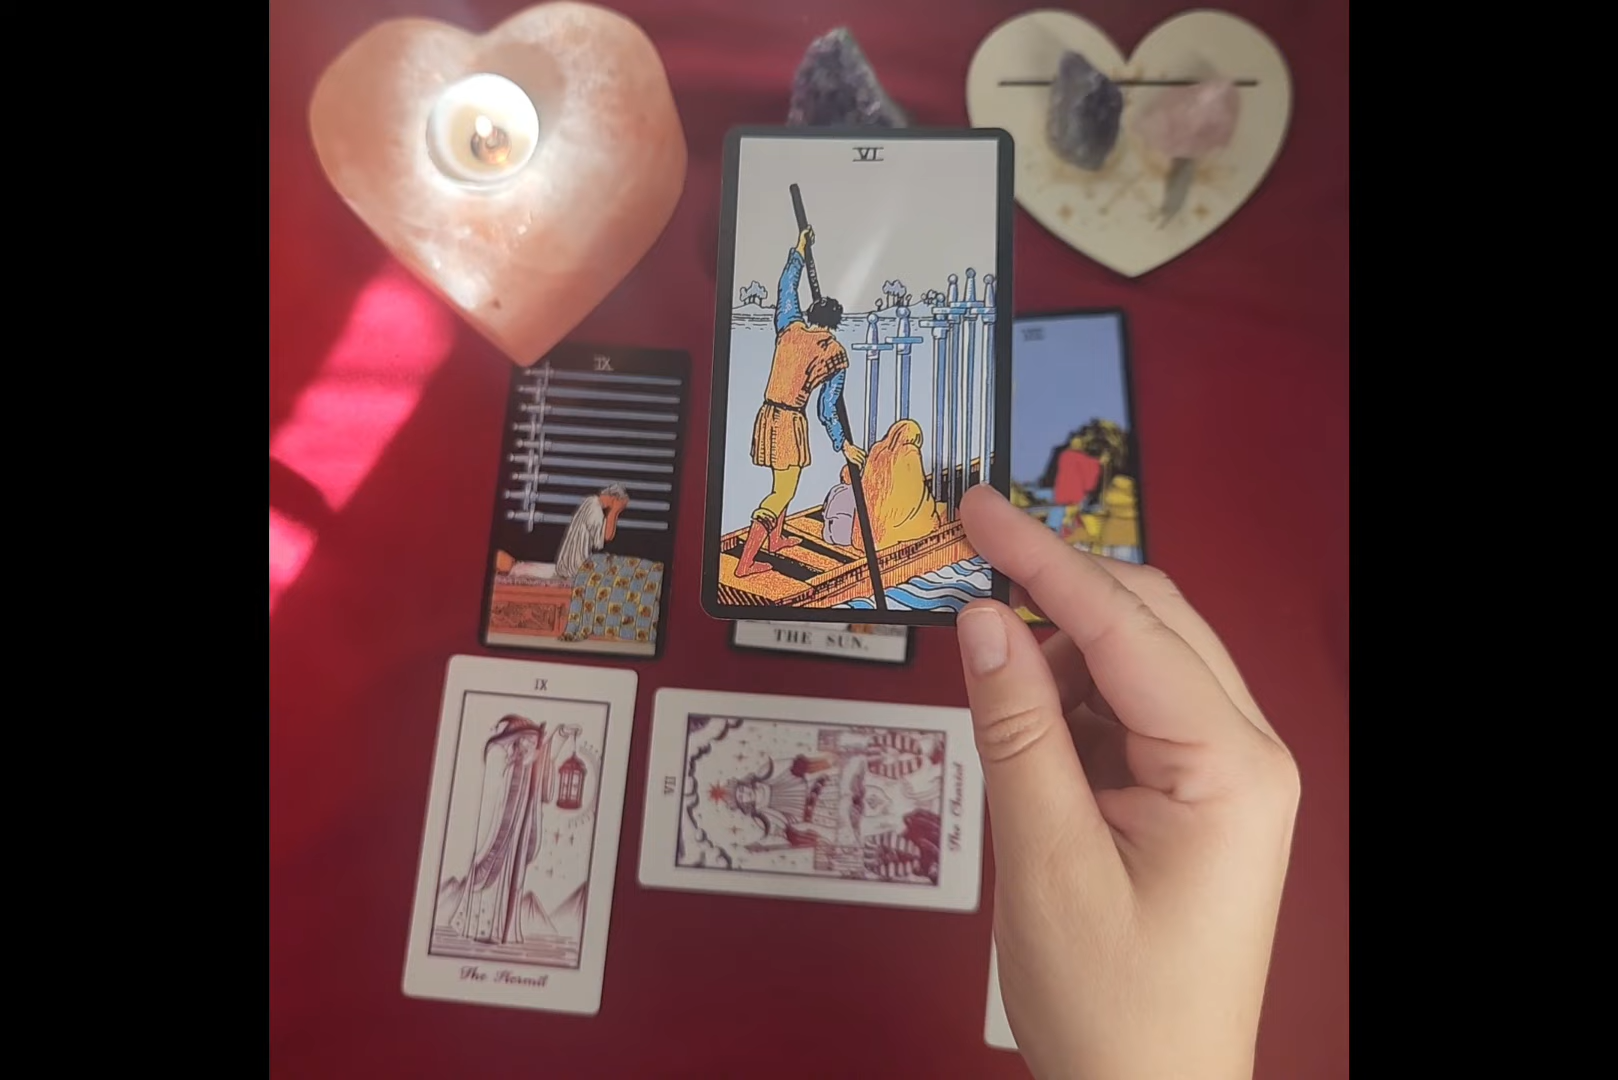 VI
IX
THE SUN.
IX
VII
The Chariot
The Hermit